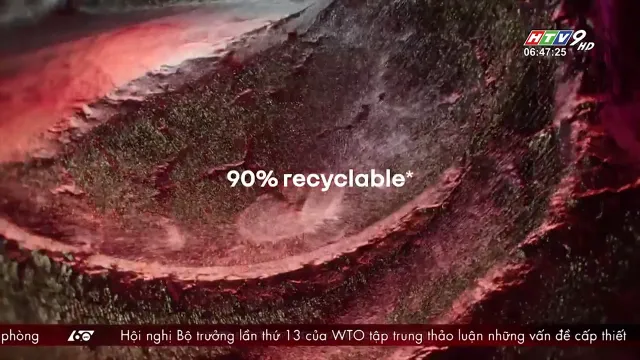 HTV9 HD
06:47:25
90% recyclable*
phòng 60 Hội nghị Bộ trưởng lần thứ 13 của WTO tập trung thảo luận những vấn đề cấp thiết